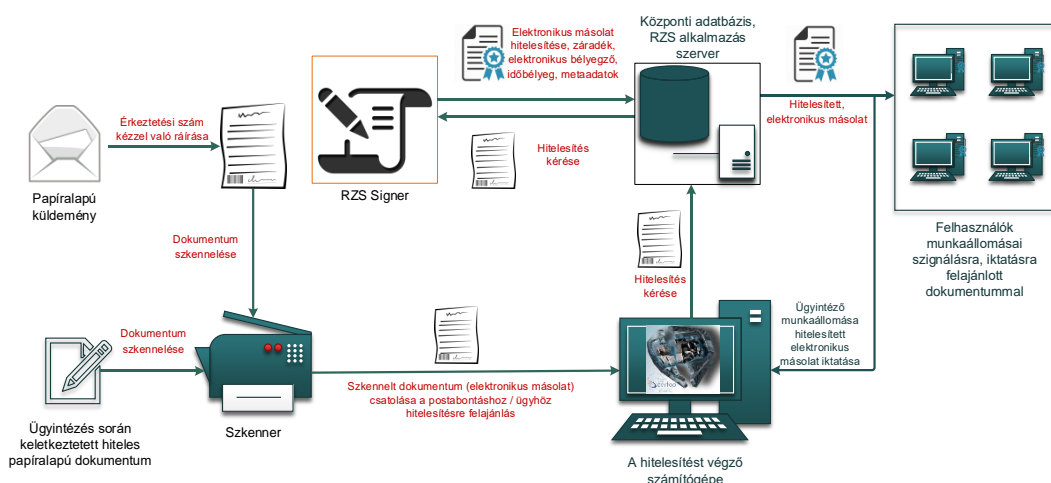 Elektronikus másolat
hitelesítése, záradék,
elektronikus bélyegző,
időbélyeg, metaadatok
Központi adatbázis,
RZS alkalmazás
szerver
Hitelesített,
elektronikus másolat
Érkeztetési szám
kézzel való ráírása
Papíralapú
küldemény
RZS Signer
Hitelesítés
kérése
Felhasználók
munkaállomásai
szignálásra, iktatásra
felajánlott
dokumentummal
Dokumentum
szkennelése
Hitelesítés
kérése
Ügyintéző
munkaállomása
hitelesített
elektronikus
másolat iktatása
Dokumentum
szkennelése
Szkennelt dokumentum (elektronikus másolat)
csatolása a postabontáshoz / ügyhöz
hitelesítésre felajánlás
Ügyintézés során
keletkeztetett hiteles
papíralapú dokumentum
Szkenner
A hitelesítést végző
számítógépe